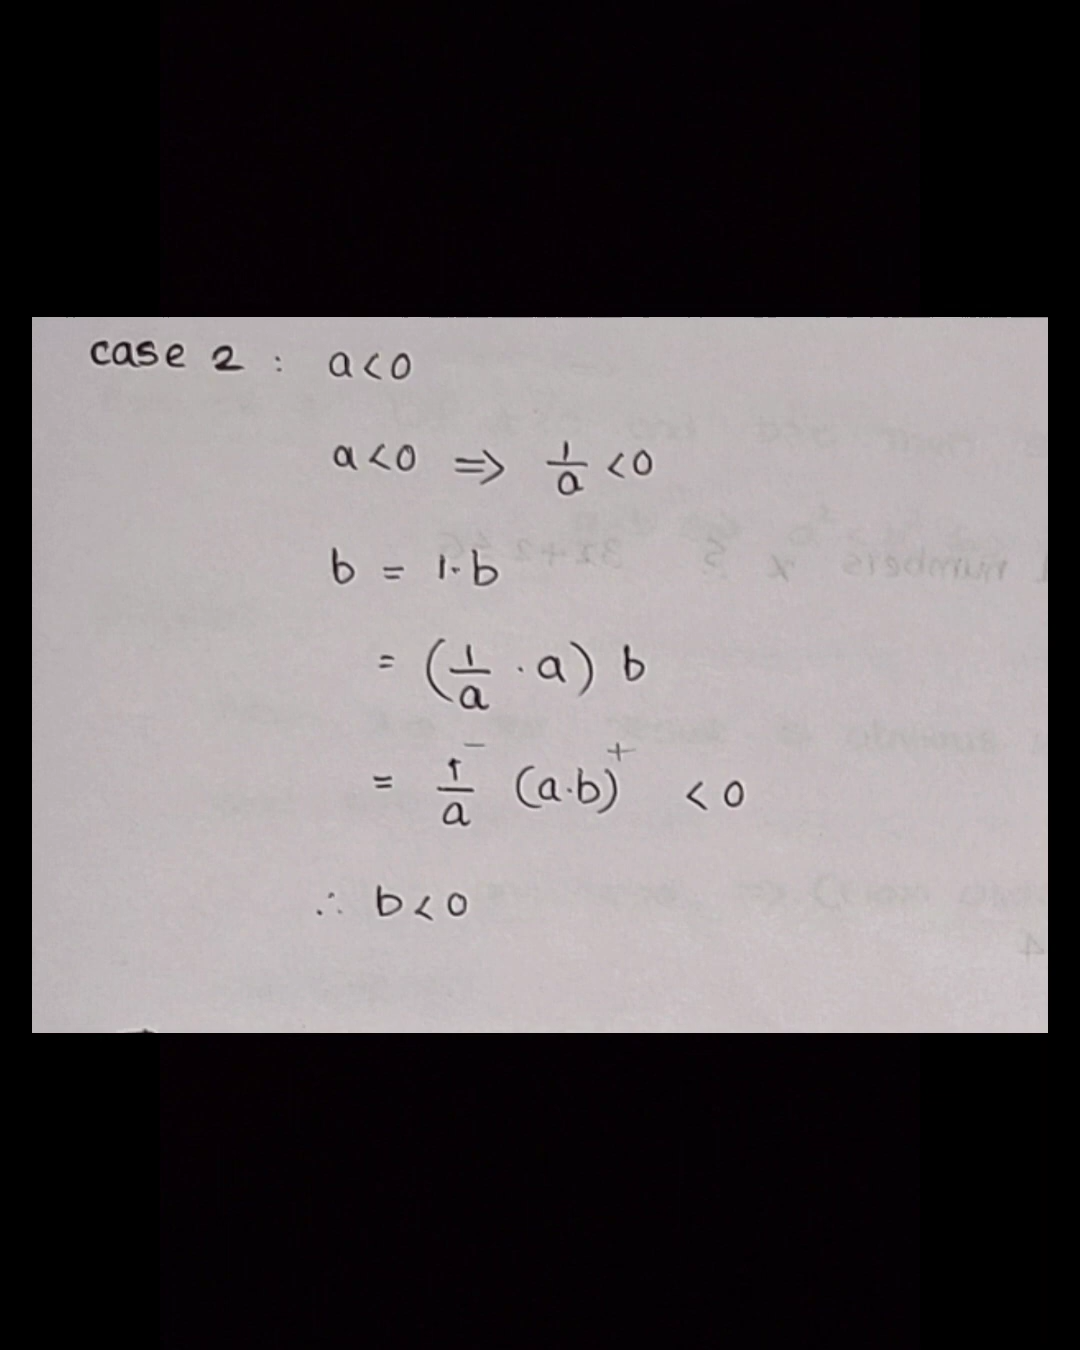 case 2 : a<0
a<0 ⇒ 1/a <0
b = 1·b
= (1/a · a) b
= 1/a⁻ (a·b)⁺ < 0
∴ b<0